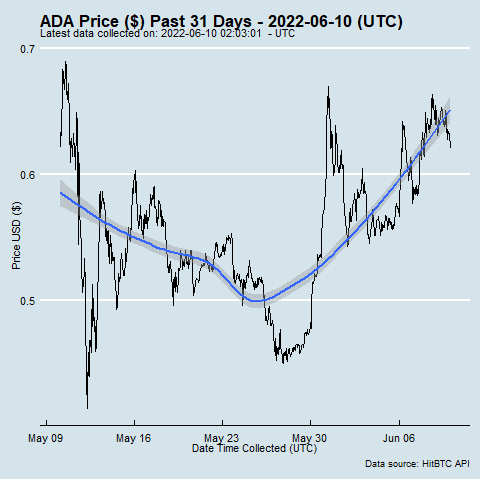 ADA Price ($) Past 31 Days - 2022-06-10 (UTC)
Latest data collected on: 2022-06-10 02:03:01 - UTC
0.7
0.6
0.5
Price USD ($)
May 09 May 16 May 23 May 30 Jun 06
Date Time Collected (UTC)
Data source: HitBTC API